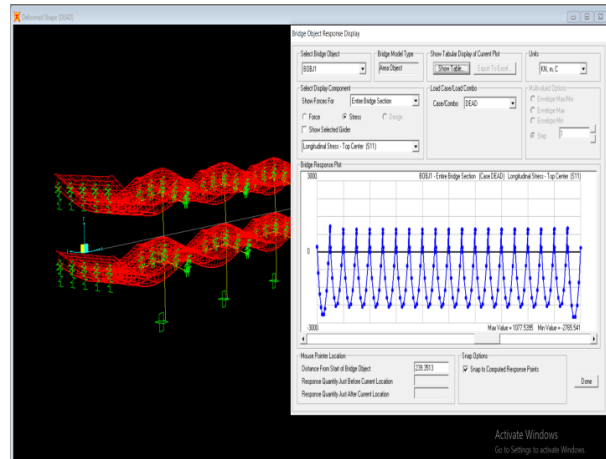 Deformed Shape (DEAD)
Bridge Object Response Display
Select Bridge Object
BOBJ1
Bridge Model Type
Area Object
Show Tabular Display of Current Plot
Show Table...
Export To Excel...
Units
KN, m, C
Select Display Component
Show Forces For
Entire Bridge Section
Force
Stress
Design
Show Selected Girder
Longitudinal Stress - Top Center (S11)
Load Case/Load Combo
Case/Combo
DEAD
Multivalued Options
Envelope Max/Min
Envelope Max
Envelope Min
Step
1
Bridge Response Plot
3000
BOBJ1 - Entire Bridge Section (Case DEAD) Longitudinal Stress - Top Center (S11)
0
-3000
Max Value = 1077.5395 Min Value = -2765.541
Mouse Pointer Location
Distance From Start of Bridge Object
239.3513
Response Quantity Just Before Current Location
Response Quantity Just After Current Location
Snap Options
Snap to Computed Response Points
Done
Activate Windows
Go to Settings to activate Windows.